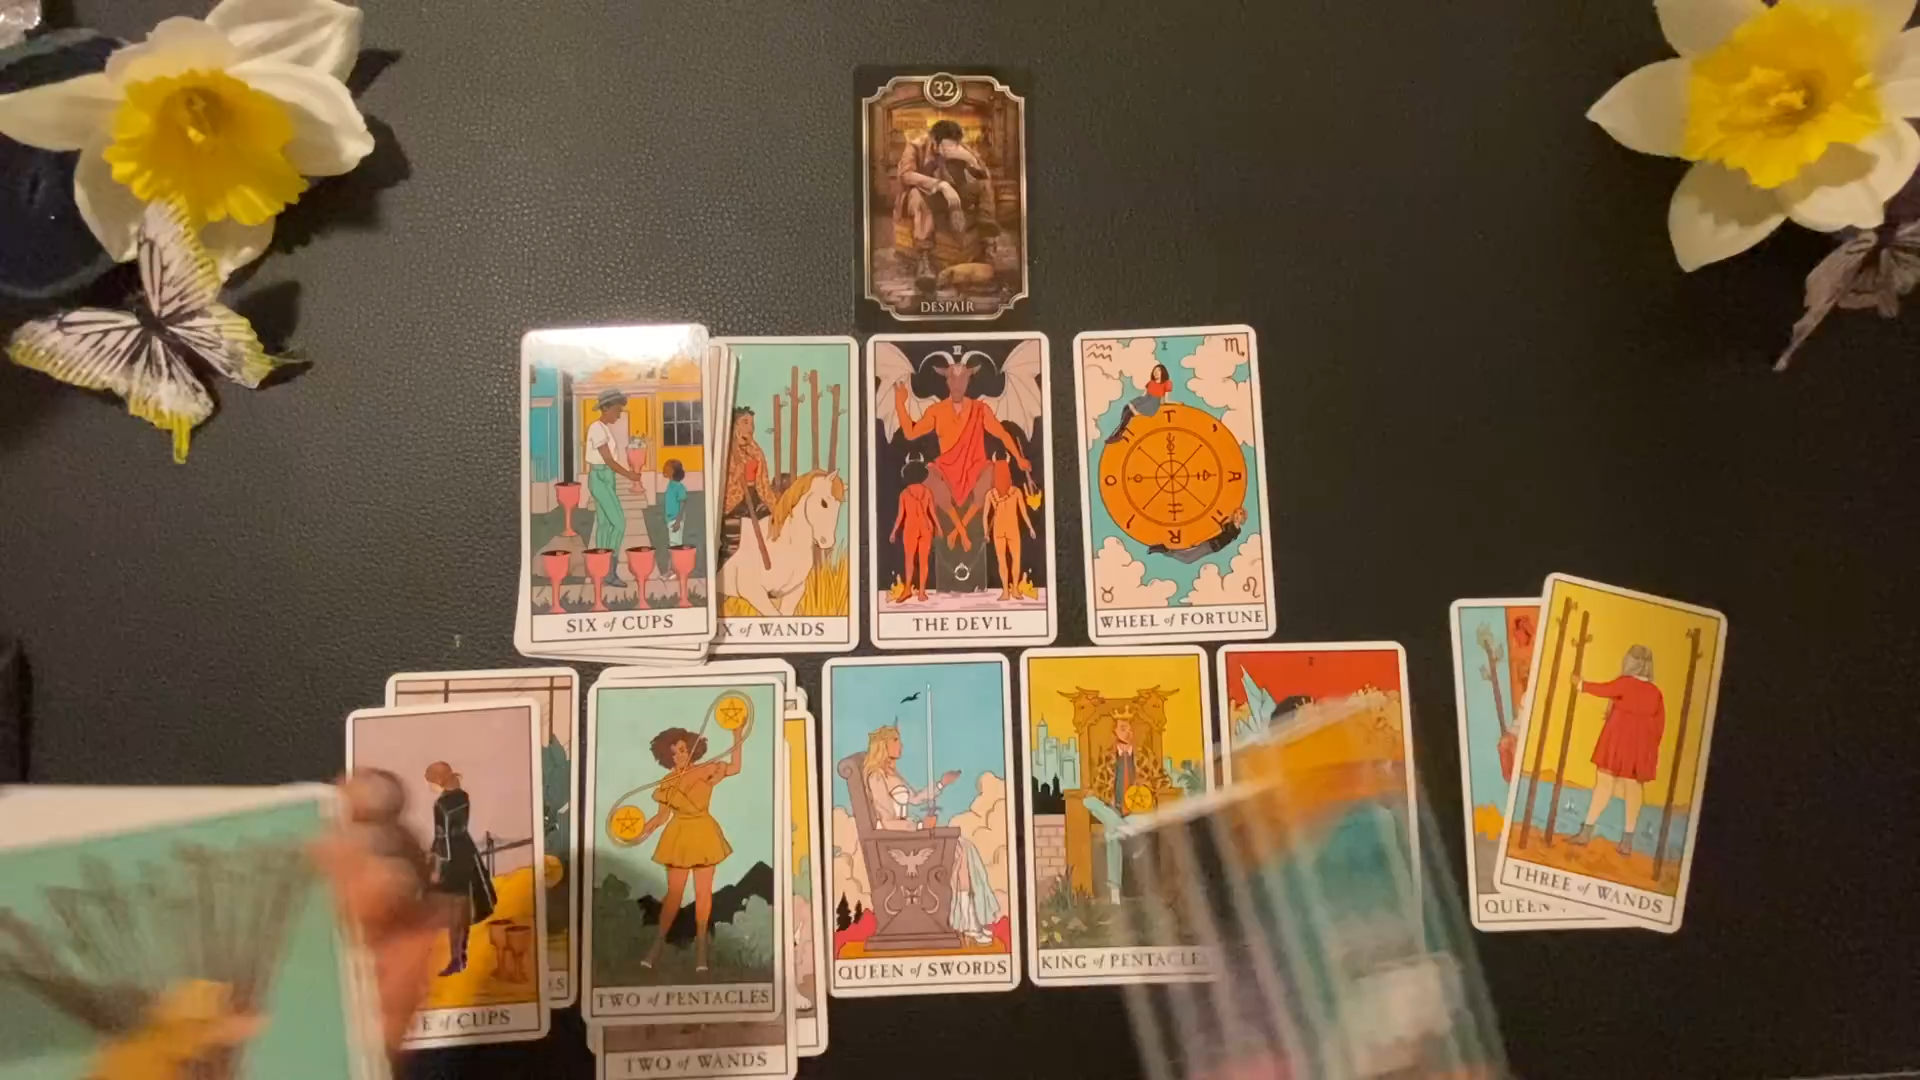 32
DESPAIR
SIX of CUPS
X of WANDS
THE DEVIL
WHEEL of FORTUNE
THREE of WANDS
QUEEN
QUEEN of SWORDS
KING of PENTACLE
TWO of PENTACLES
ES
E of CUPS
TWO of WANDS